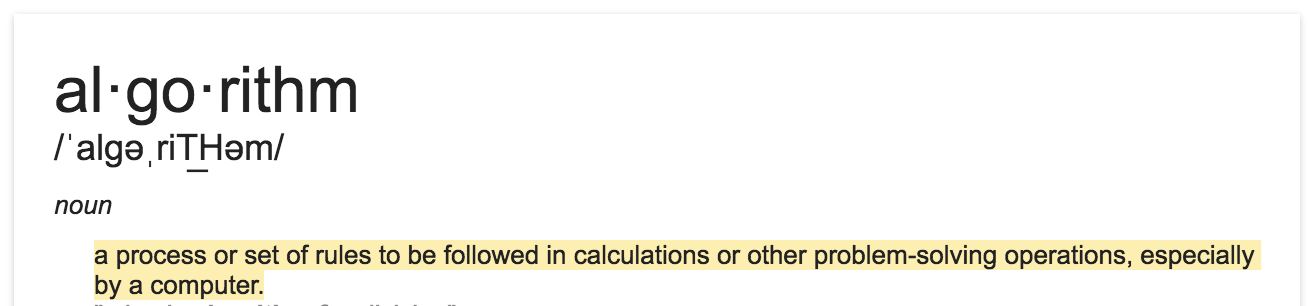 al·go·rithm
/ˈalɡəˌriT͟Həm/
noun
a process or set of rules to be followed in calculations or other problem-solving operations, especially
by a computer.